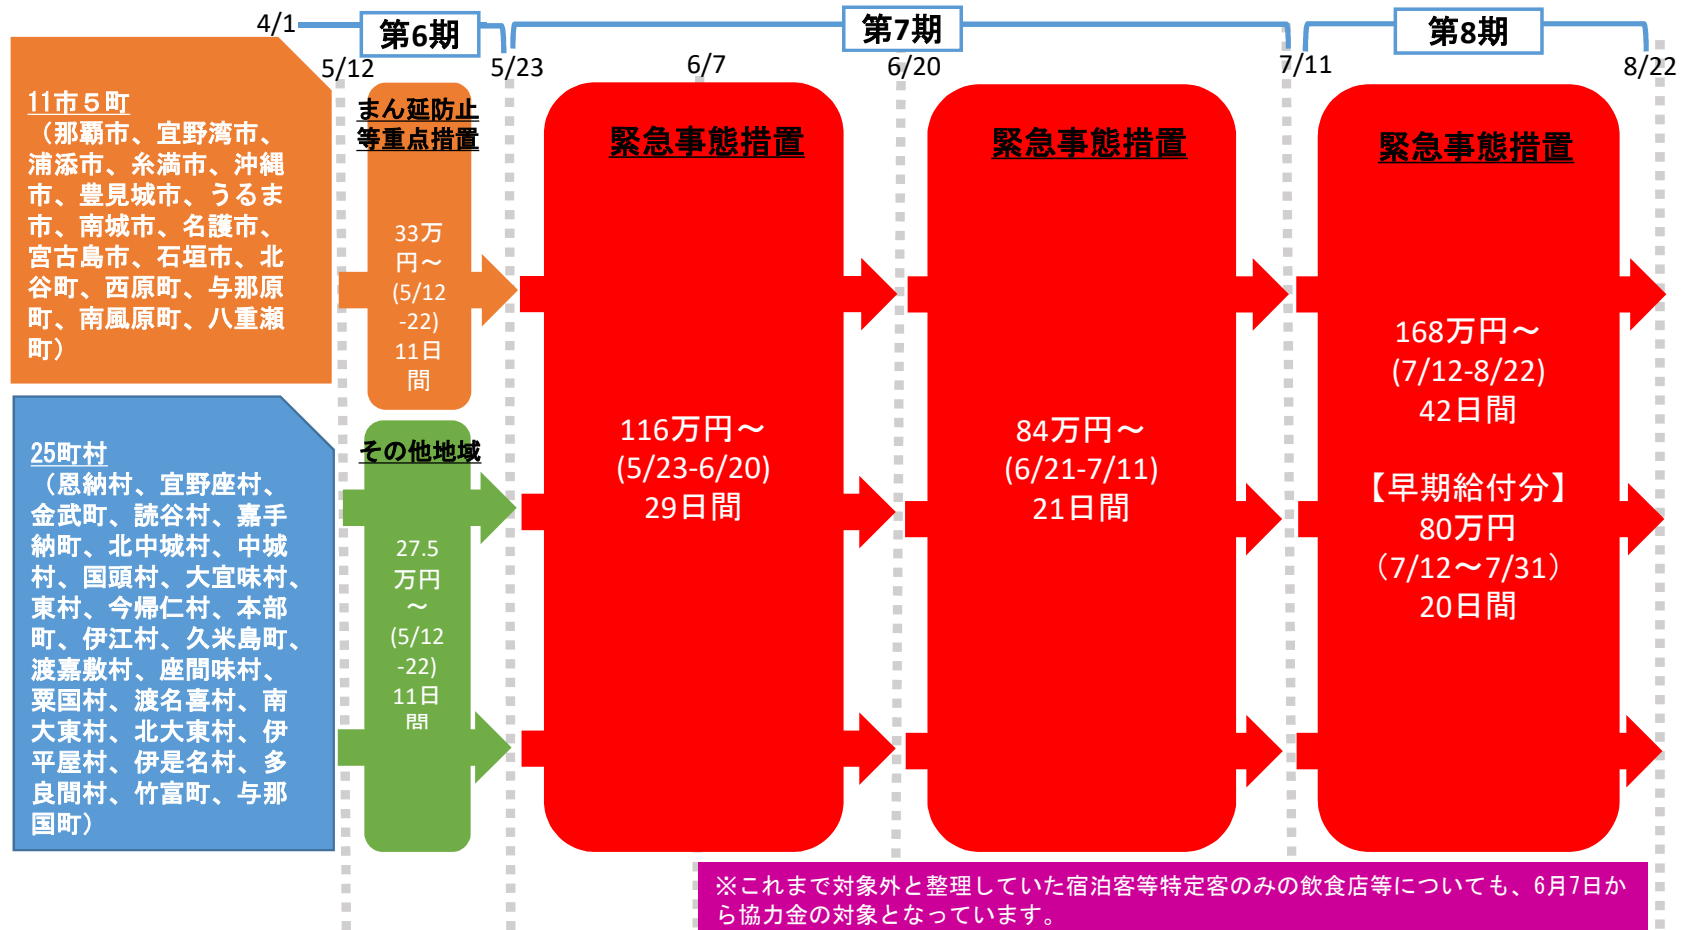 4/1
第6期
第7期
第8期
5/12
5/23
6/7
6/20
7/11
8/22
11市５町
（那覇市、宜野湾市、
浦添市、糸満市、沖縄
市、豊見城市、うるま
市、南城市、名護市、
宮古島市、石垣市、北
谷町、西原町、与那原
町、南風原町、八重瀬
町）
まん延防止
等重点措置
33万
円～
(5/12
-22)
11日
間
25町村
（恩納村、宜野座村、
金武町、読谷村、嘉手
納町、北中城村、中城
村、国頭村、大宜味村、
東村、今帰仁村、本部
町、伊江村、久米島町、
渡嘉敷村、座間味村、
粟国村、渡名喜村、南
大東村、北大東村、伊
平屋村、伊是名村、多
良間村、竹富町、与那
国町）
その他地域
27.5
万円
～
(5/12
-22)
11日
間
緊急事態措置
116万円～
(5/23-6/20)
29日間
緊急事態措置
84万円～
(6/21-7/11)
21日間
緊急事態措置
168万円～
(7/12-8/22)
42日間
【早期給付分】
80万円
（7/12～7/31）
20日間
※これまで対象外と整理していた宿泊客等特定客のみの飲食店等についても、6月7日か
ら協力金の対象となっています。